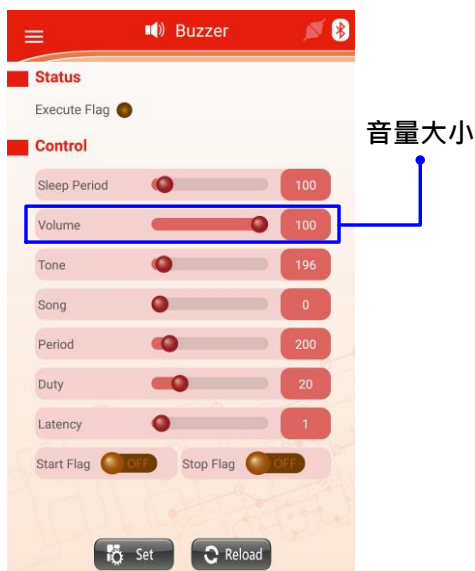 Buzzer
Status
Execute Flag
音量大小
Control
Sleep Period 100
Volume 100
Tone 196
Song 0
Period 200
Duty 20
Latency 1
Start Flag OFF Stop Flag OFF
Set Reload